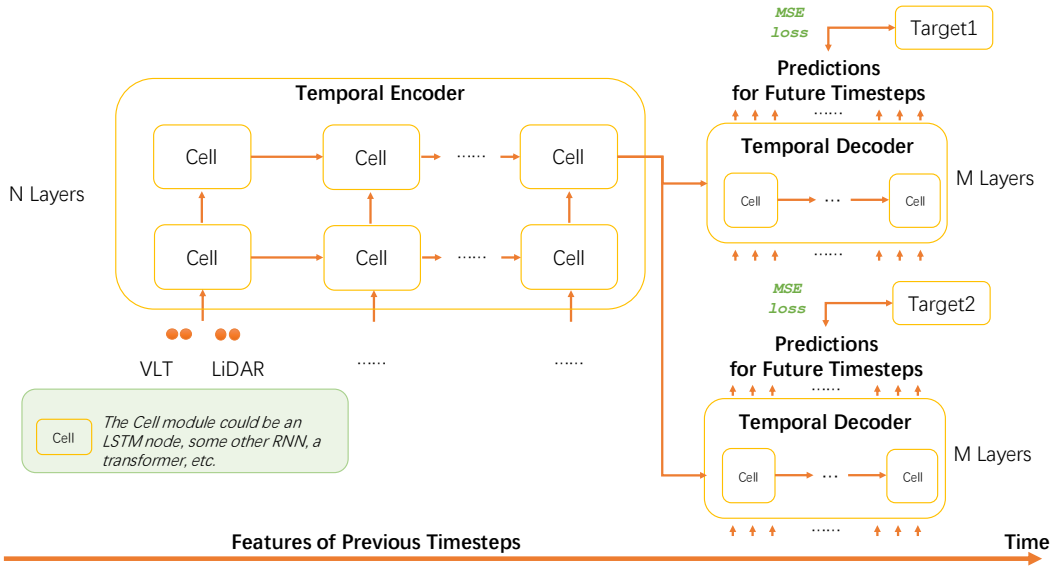 MSE
loss
Target1
Predictions
for Future Timesteps
......
Temporal Encoder
Cell
Cell
......
Cell
N Layers
Cell
Cell
......
Cell
Temporal Decoder
M Layers
Cell
...
Cell
......
MSE
loss
Target2
Predictions
for Future Timesteps
......
VLT
LiDAR
......
......
Cell
The Cell module could be an
LSTM node, some other RNN, a
transformer, etc.
Temporal Decoder
M Layers
Cell
...
Cell
......
Features of Previous Timesteps
Time